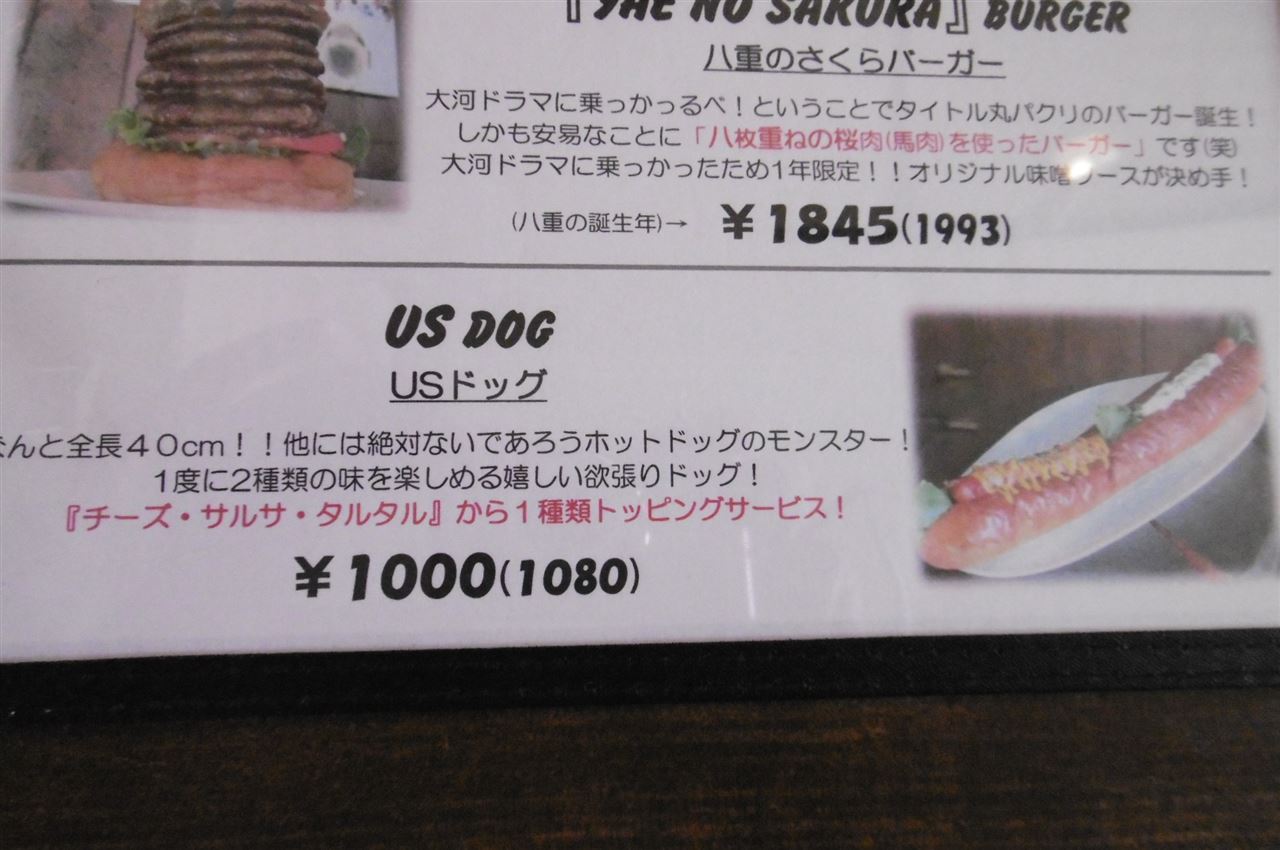 『YAE NO SAKURA』 BURGER
八重のさくらバーガー
大河ドラマに乗っかっるべ！ということでタイトル丸パクリのバーガー誕生！
しかも安易なことに「八枚重ねの桜肉(馬肉)を使ったバーガー」です(笑)
大河ドラマに乗っかったため1年限定！！オリジナル味噌ソースが決め手！
(八重の誕生年)→ ￥1845(1993)
US DOG
USドッグ
なんと全長40cm！！他には絶対ないであろうホットドッグのモンスター！
1度に2種類の味を楽しめる嬉しい欲張りドッグ！
『チーズ・サルサ・タルタル』から1種類トッピングサービス！
￥1000(1080)